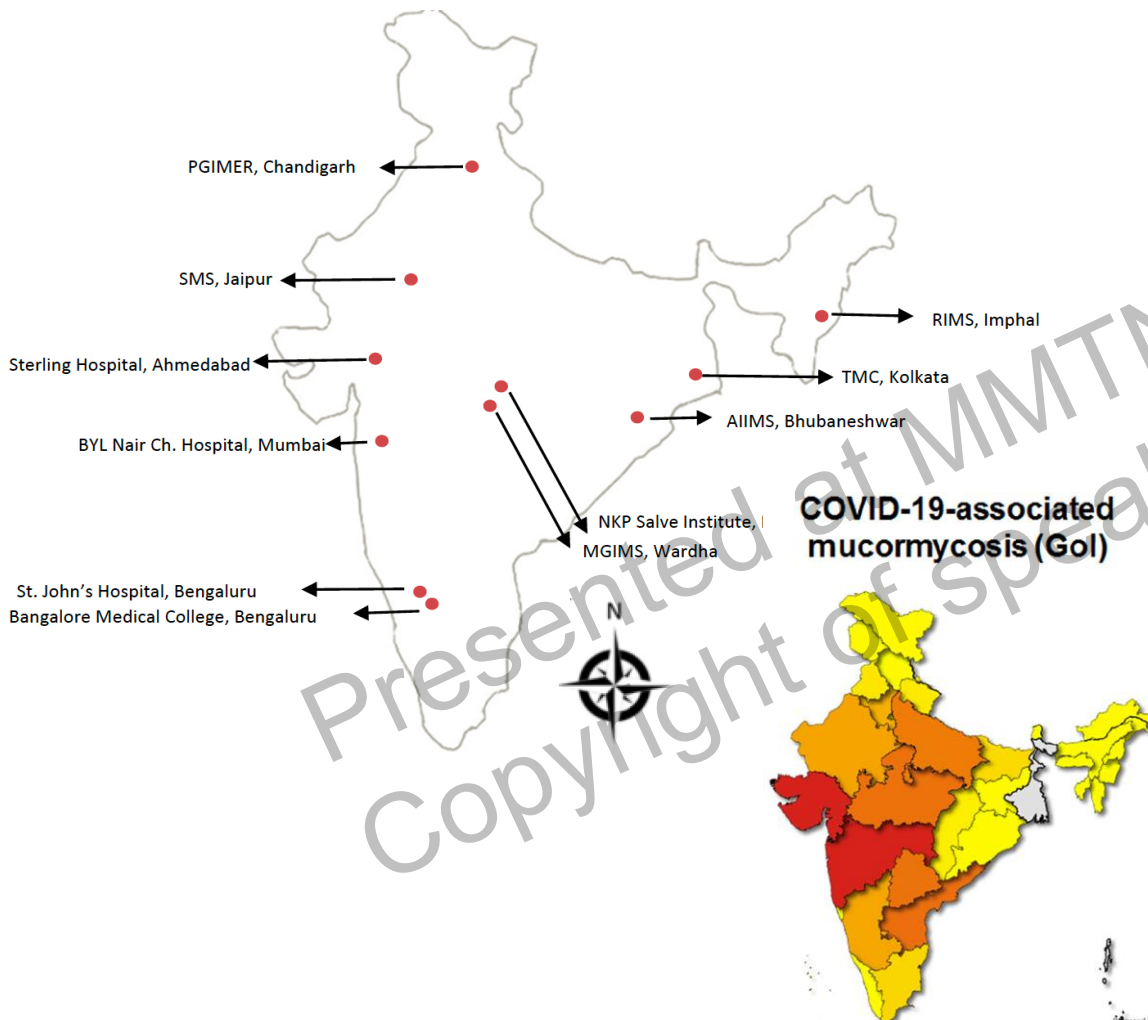 PGIMER, Chandigarh
SMS, Jaipur
RIMS, Imphal
Sterling Hospital, Ahmedabad
TMC, Kolkata
AIIMS, Bhubaneshwar
BYL Nair Ch. Hospital, Mumbai
NKP Salve Institute,
MGIMS, Wardha
COVID-19-associated
mucormycosis (GoI)
St. John’s Hospital, Bengaluru
Bangalore Medical College, Bengaluru
N
Presented at MMTN
Copyright of